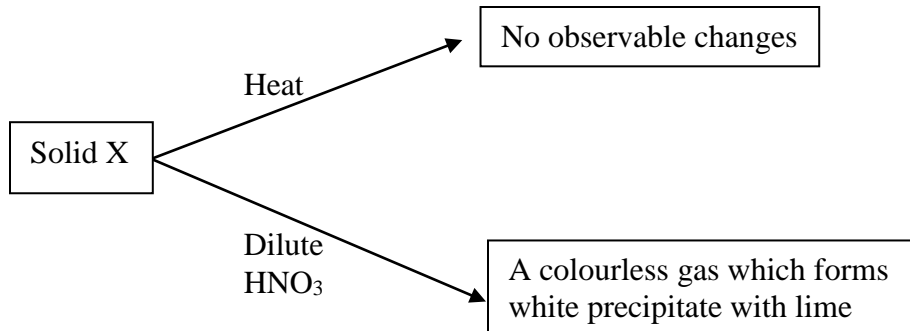 No observable changes
Heat
Solid X
Dilute
HNO₃
A colourless gas which forms
white precipitate with lime